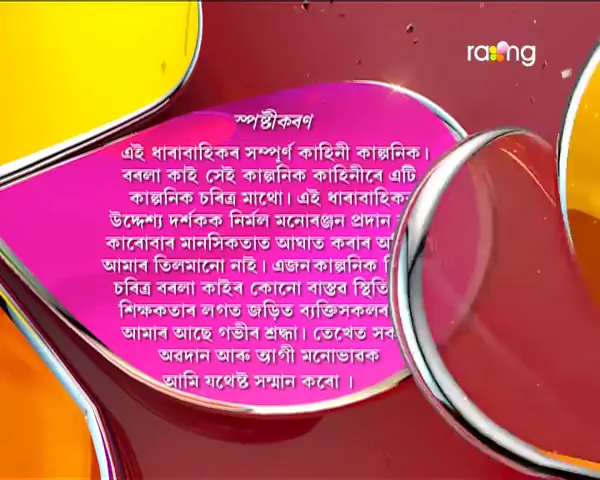 rang
স্পষ্টীকৰণ
এই ধাৰাবাহিকৰ সম্পূৰ্ণ কাহিনী কাল্পনিক।
বৰলা কাই সেই কাল্পনিক কাহিনীৰে এটি
কাল্পনিক চৰিত্ৰ মাথো। এই ধাৰাবাহিকৰ
উদ্দেশ্য দৰ্শকক নিৰ্মল মনোৰঞ্জন প্ৰদান
কাৰোবাৰ মানসিকতাত আঘাত কৰাৰ
আমাৰ তিলমানো নাই। এজন কাল্পনিক
চৰিত্ৰ বৰলা কাইৰ কোনো বাস্তৱ স্থিতি
শিক্ষকতাৰ লগত জড়িত ব্যক্তিসকলৰ
আমাৰ আছে গভীৰ শ্ৰদ্ধা। তেখেত
অৱদান আৰু ত্যাগী মনোভাৱক
আমি যথেষ্ট সন্মান কৰো ।